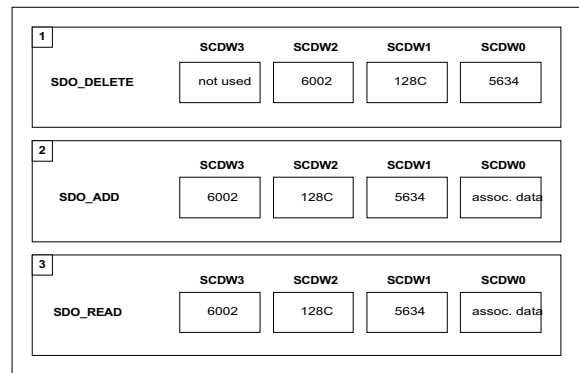 1
SCDW3 SCDW2 SCDW1 SCDW0
SDO_DELETE not used 6002 128C 5634
2
SCDW3 SCDW2 SCDW1 SCDW0
SDO_ADD 6002 128C 5634 assoc. data
3
SCDW3 SCDW2 SCDW1 SCDW0
SDO_READ 6002 128C 5634 assoc. data